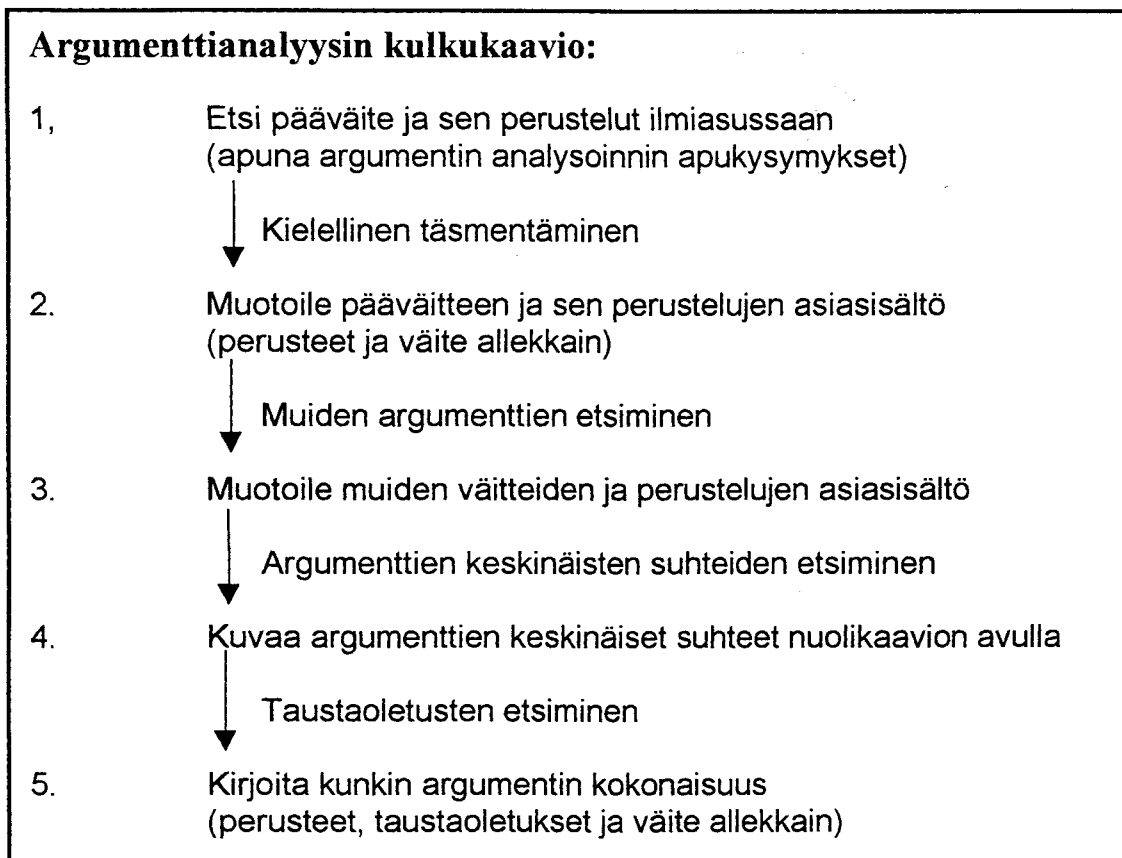 Argumenttianalyysin kulkukaavio:
1, Etsi pääväite ja sen perustelut ilmiasussaan
(apuna argumentin analysoinnin apukysymykset)
Kielellinen täsmentäminen
2. Muotoile pääväitteen ja sen perustelujen asiasisältö
(perusteet ja väite allekkain)
Muiden argumenttien etsiminen
3. Muotoile muiden väitteiden ja perustelujen asiasisältö
Argumenttien keskinäisten suhteiden etsiminen
4. Kuvaa argumenttien keskinäiset suhteet nuolikaavion avulla
Taustaoletusten etsiminen
5. Kirjoita kunkin argumentin kokonaisuus
(perusteet, taustaoletukset ja väite allekkain)